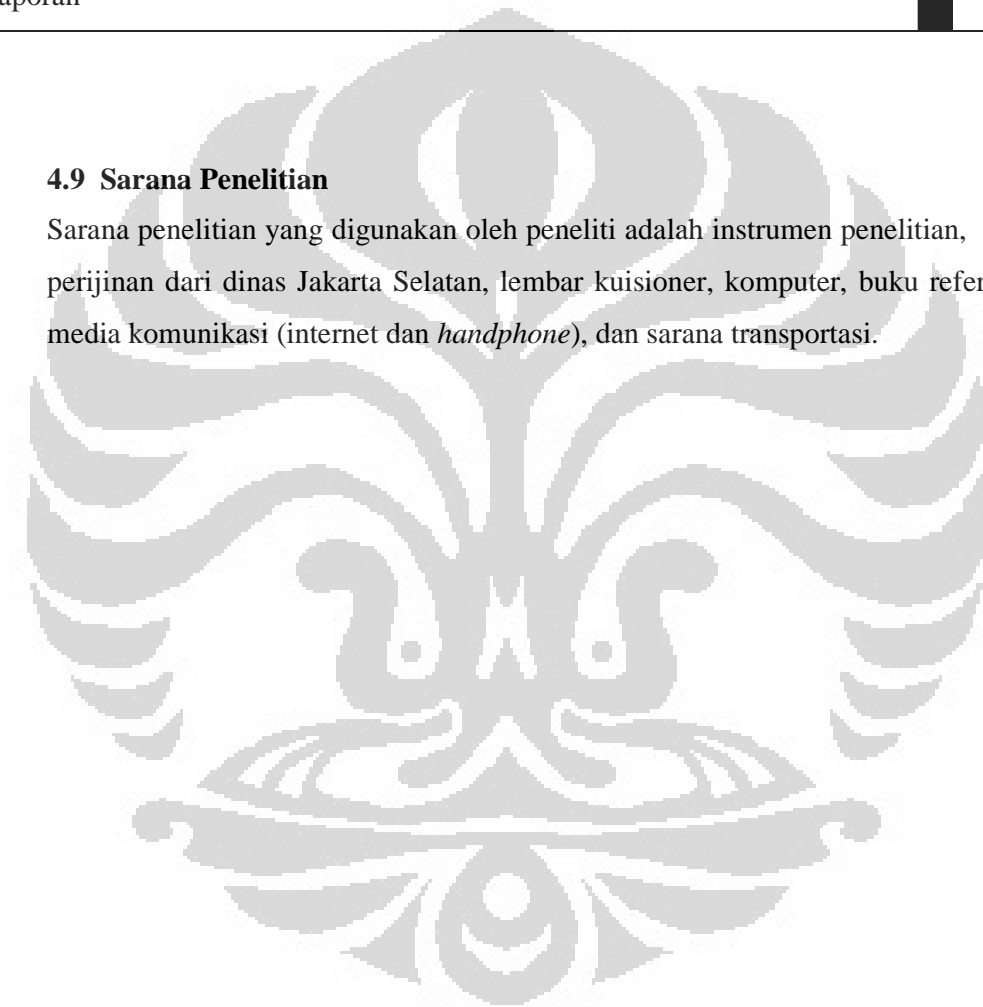 4.9 Sarana Penelitian
Sarana penelitian yang digunakan oleh peneliti adalah instrumen penelitian,
perijinan dari dinas Jakarta Selatan, lembar kuisioner, komputer, buku
media komunikasi (internet dan handphone), dan sarana transportasi.